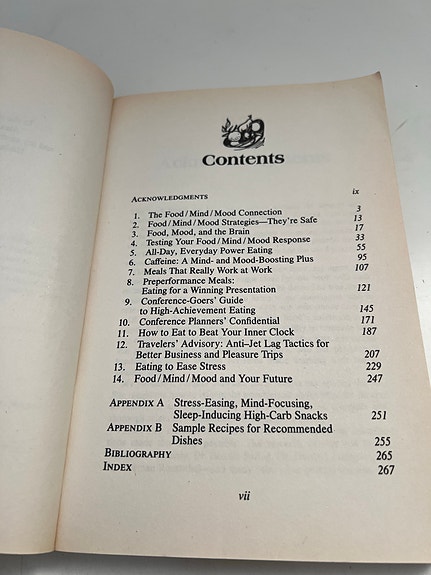 Contents
ACKNOWLEDGMENTS ix
1. The Food/Mind/Mood Connection 3
2. Food/Mind/Mood Strategies—They're Safe 13
3. Food, Mood, and the Brain 17
4. Testing Your Food/Mind/Mood Response 33
5. All-Day, Everyday Power Eating 55
6. Caffeine: A Mind- and Mood-Boosting Plus 95
7. Meals That Really Work at Work 107
8. Preperformance Meals:
Eating for a Winning Presentation 121
9. Conference-Goers' Guide
to High-Achievement Eating 145
10. Conference Planners' Confidential 171
11. How to Eat to Beat Your Inner Clock 187
12. Travelers' Advisory: Anti–Jet Lag Tactics for
Better Business and Pleasure Trips 207
13. Eating to Ease Stress 229
14. Food/Mind/Mood and Your Future 247
APPENDIX A Stress-Easing, Mind-Focusing,
Sleep-Inducing High-Carb Snacks 251
APPENDIX B Sample Recipes for Recommended
Dishes 255
BIBLIOGRAPHY 265
INDEX 267
vii